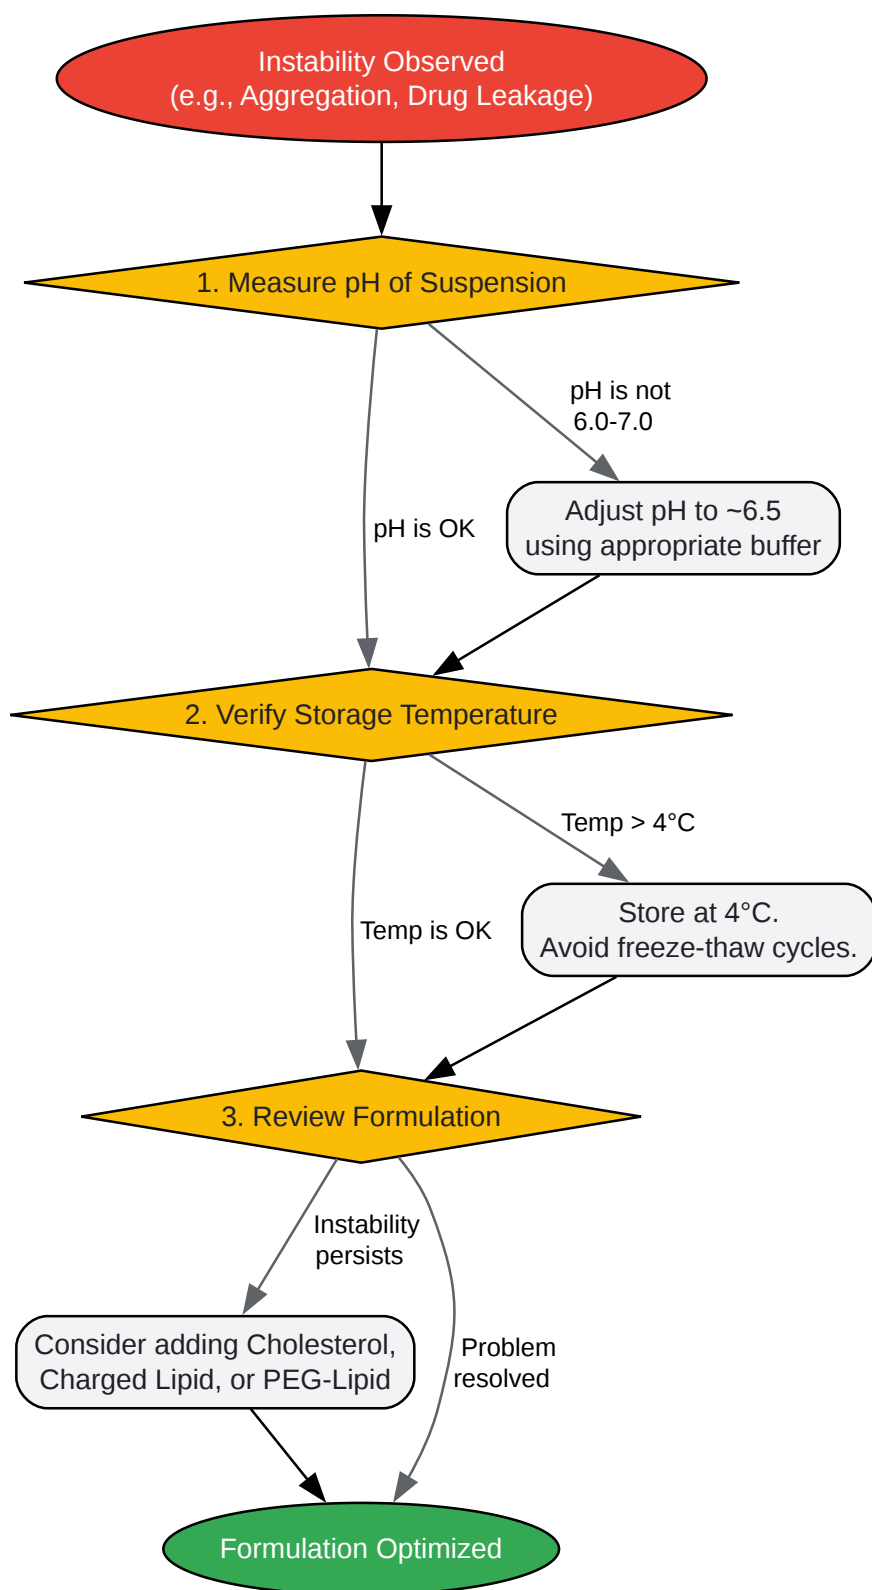 Instability Observed
(e.g., Aggregation, Drug Leakage)
1. Measure pH of Suspension
pH is not
6.0-7.0
Adjust pH to ~6.5
using appropriate buffer
pH is OK
2. Verify Storage Temperature
Temp > 4°C
Store at 4°C.
Avoid freeze-thaw cycles.
Temp is OK
3. Review Formulation
Instability
persists
Consider adding Cholesterol,
Charged Lipid, or PEG-Lipid
Problem
resolved
Formulation Optimized